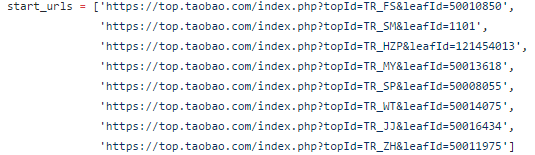 start_urls = ['https://top.taobao.com/index.php?topId=TR_FS&leafId=50010850',
'https://top.taobao.com/index.php?topId=TR_SM&leafId=1101',
'https://top.taobao.com/index.php?topId=TR_HZP&leafId=121454013',
'https://top.taobao.com/index.php?topId=TR_MY&leafId=50013618',
'https://top.taobao.com/index.php?topId=TR_SP&leafId=50008055',
'https://top.taobao.com/index.php?topId=TR_WT&leafId=50014075',
'https://top.taobao.com/index.php?topId=TR_JJ&leafId=50016434',
'https://top.taobao.com/index.php?topId=TR_ZH&leafId=50011975']